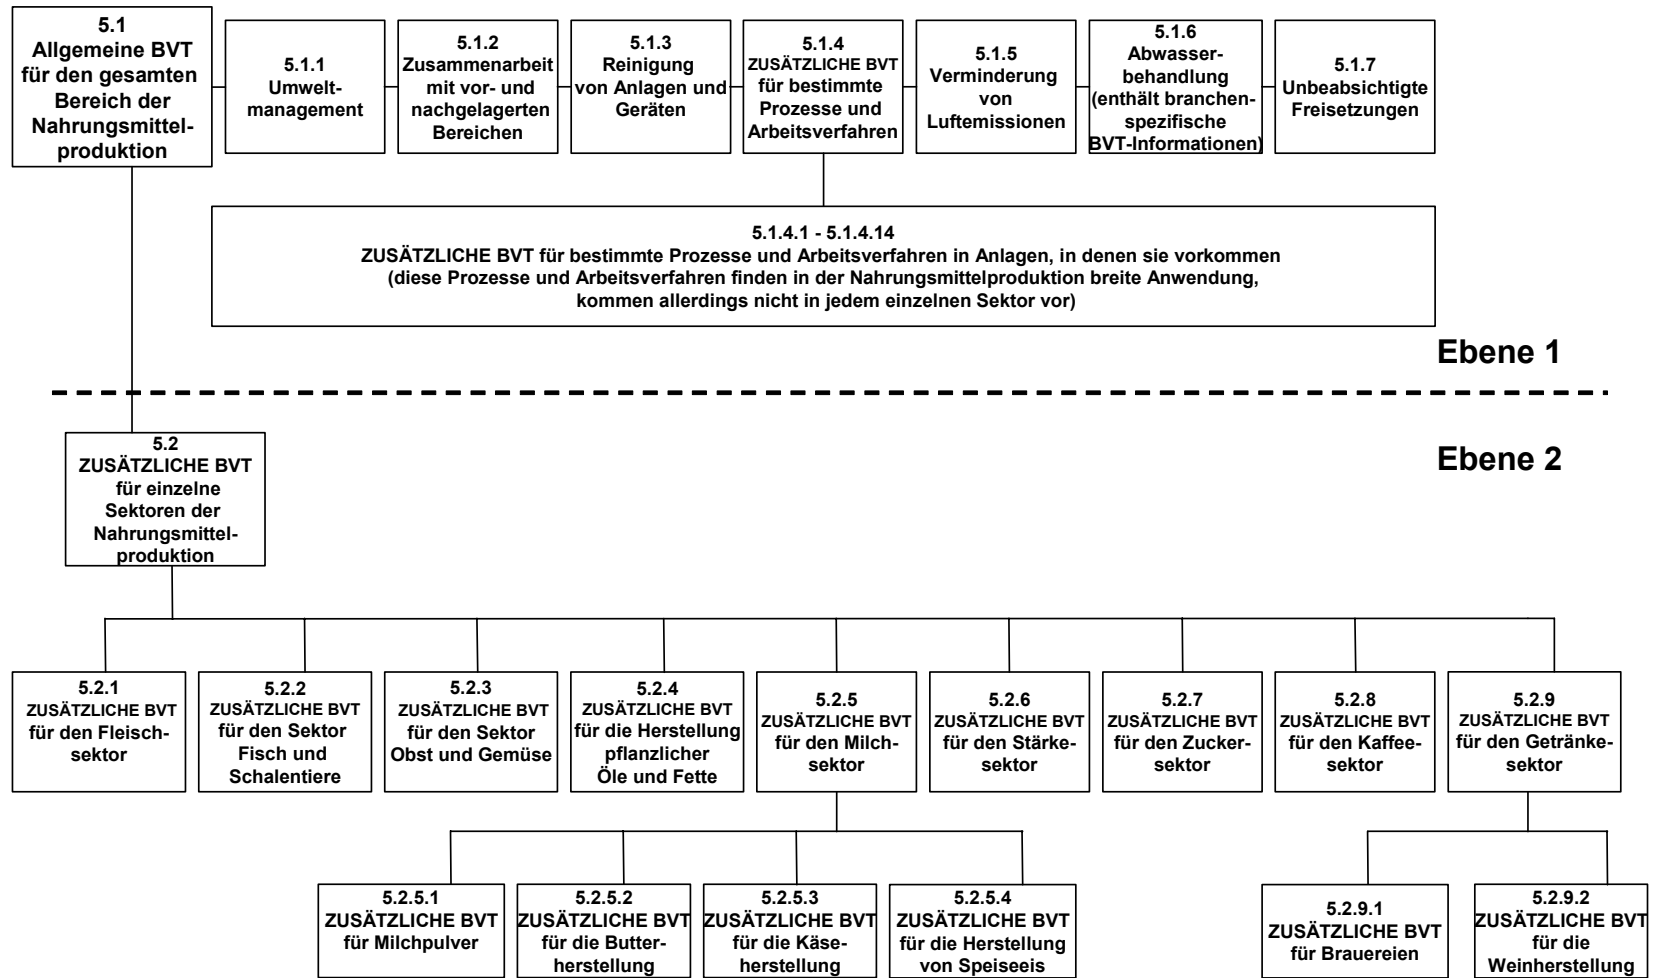 5.1
Allgemeine BVT
für den gesamten
Bereich der
Nahrungsmittel-
produktion
5.1.1
Umwelt-
management
5.1.2
Zusammenarbeit
mit vor- und
nachgelagerten
Bereichen
5.1.3
Reinigung
von Anlagen und
Geräten
5.1.4
ZUSÄTZLICHE BVT
für bestimmte
Prozesse und
Arbeitsverfahren
5.1.5
Verminderung
von
Luftemissionen
5.1.6
Abwasser-
behandlung
(enthält branchen-
spezifische
BVT-Informationen)
5.1.7
Unbeabsichtigte
Freisetzungen
5.1.4.1 - 5.1.4.14
ZUSÄTZLICHE BVT für bestimmte Prozesse und Arbeitsverfahren in Anlagen, in denen sie vorkommen
(diese Prozesse und Arbeitsverfahren finden in der Nahrungsmittelproduktion breite Anwendung,
kommen allerdings nicht in jedem einzelnen Sektor vor)
Ebene 1
Ebene 2
5.2
ZUSÄTZLICHE BVT
für einzelne
Sektoren der
Nahrungsmittel-
produktion
5.2.1
ZUSÄTZLICHE BVT
für den Fleisch-
sektor
5.2.2
ZUSÄTZLICHE BVT
für den Sektor
Fisch und
Schalentiere
5.2.3
ZUSÄTZLICHE BVT
für den Sektor
Obst und Gemüse
5.2.4
ZUSÄTZLICHE BVT
für die Herstellung
pflanzlicher
Öle und Fette
5.2.5
ZUSÄTZLICHE BVT
für den Milch-
sektor
5.2.6
ZUSÄTZLICHE BVT
für den Stärke-
sektor
5.2.7
ZUSÄTZLICHE BVT
für den Zucker-
sektor
5.2.8
ZUSÄTZLICHE BVT
für den Kaffee-
sektor
5.2.9
ZUSÄTZLICHE BVT
für den Getränke-
sektor
5.2.5.1
ZUSÄTZLICHE BVT
für Milchpulver
5.2.5.2
ZUSÄTZLICHE BVT
für die Butter-
herstellung
5.2.5.3
ZUSÄTZLICHE BVT
für die Käse-
herstellung
5.2.5.4
ZUSÄTZLICHE BVT
für die Herstellung
von Speiseeis
5.2.9.1
ZUSÄTZLICHE BVT
für Brauereien
5.2.9.2
ZUSÄTZLICHE BVT
für die
Weinherstellung